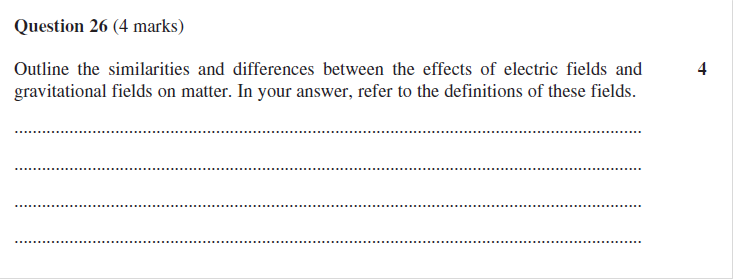 Question 26 (4 marks)
Outline the similarities and differences between the effects of electric fields and 4
gravitational fields on matter. In your answer, refer to the definitions of these fields.